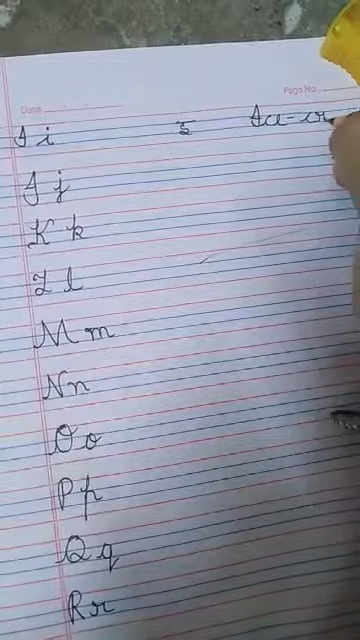 Date
Page No.
I i इ
J j
K k
L l
M m
N n
O o
P p
Q q
R r